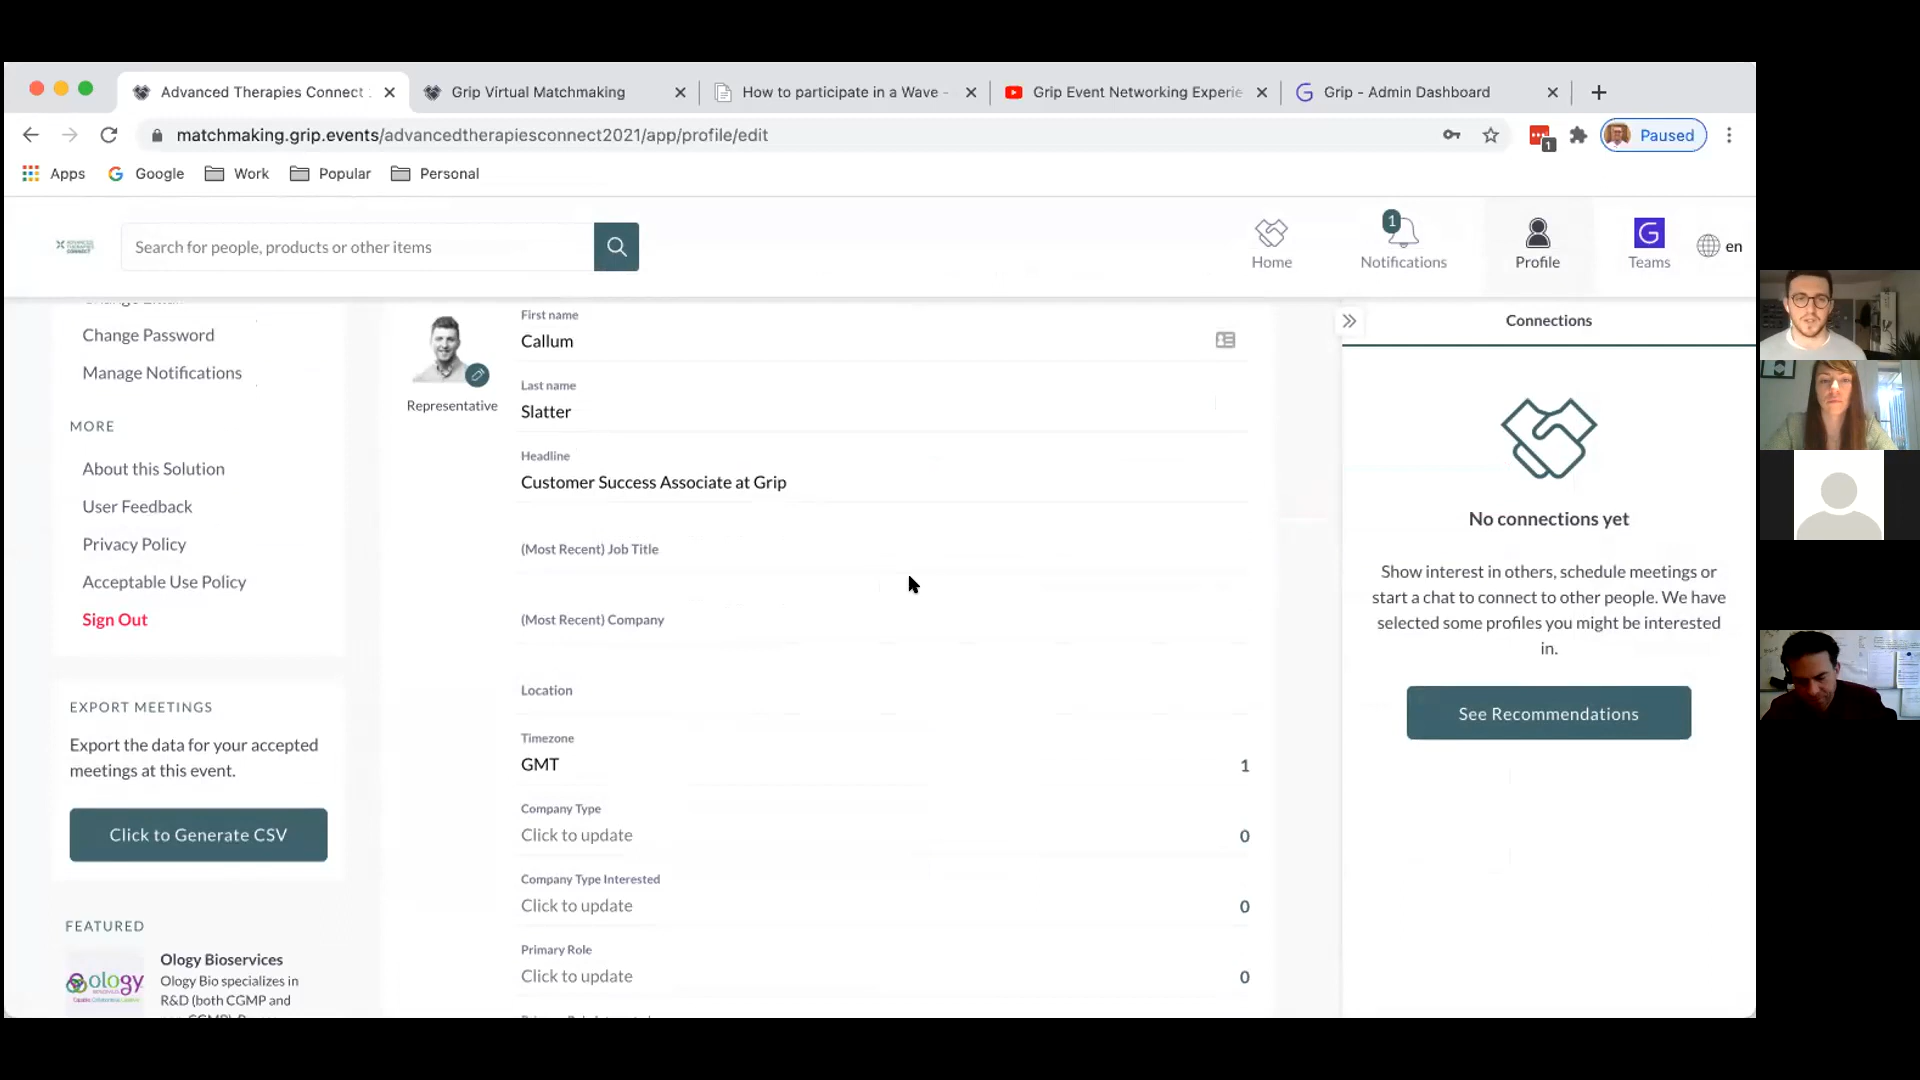 Advanced Therapies Connect
Grip Virtual Matchmaking
How to participate in a Wave -
Grip Event Networking Experie
Grip - Admin Dashboard
matchmaking.grip.events/advancedtherapiesconnect2021/app/profile/edit
1
Paused
Apps
Google
Work
Popular
Personal
ADVANCED
THERAPIES
CONNECT
Search for people, products or other items
Home
1
Notifications
Profile
G
Teams
en
Change Password
Manage Notifications
MORE
About this Solution
User Feedback
Privacy Policy
Acceptable Use Policy
Sign Out
EXPORT MEETINGS
Export the data for your accepted
meetings at this event.
Click to Generate CSV
FEATURED
ology
Ology Bioservices
Ology Bio specializes in
R&D (both CGMP and
Representative
First name
Callum
Last name
Slatter
Headline
Customer Success Associate at Grip
(Most Recent) Job Title
(Most Recent) Company
Location
Timezone
GMT
1
Company Type
Click to update
0
Company Type Interested
Click to update
0
Primary Role
Click to update
0
Connections
No connections yet
Show interest in others, schedule meetings or
start a chat to connect to other people. We have
selected some profiles you might be interested
in.
See Recommendations